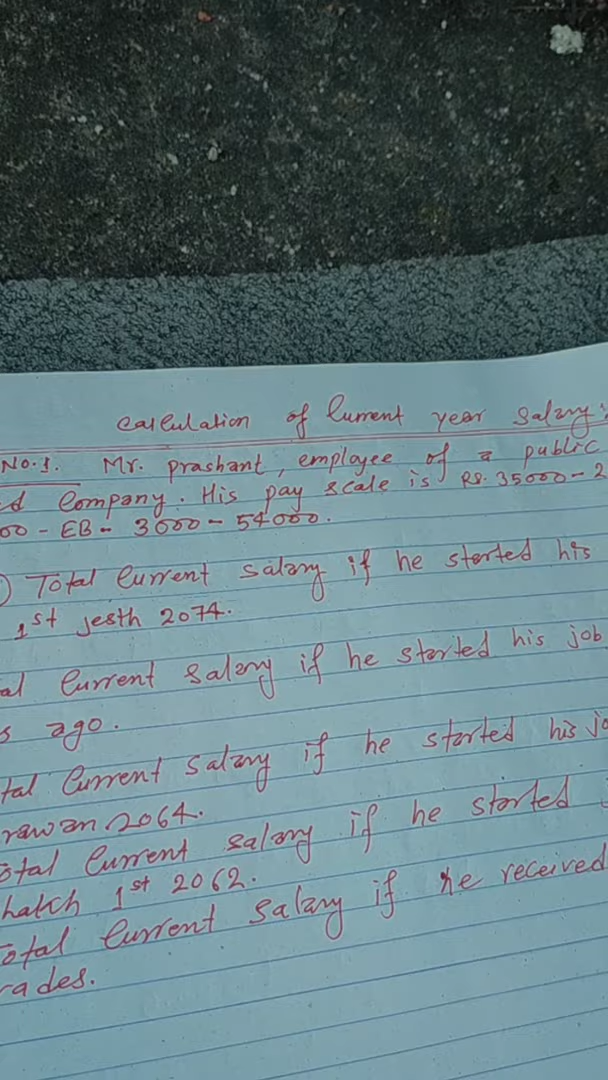 Calculation of Current year Salary:
No.1. Mr. prashant, employee of a public
d Company. His pay scale is RS. 35000-2
00 - EB - 3000 - 54000.
) Total Current salary if he started his
1st jesth 2074.
al Current salary if he started his job
s ago.
tal Current salary if he started his jo
rawan 2064.
otal Current salary if he started
hatch 1st 2062.
otal Current salary if he received
rades.